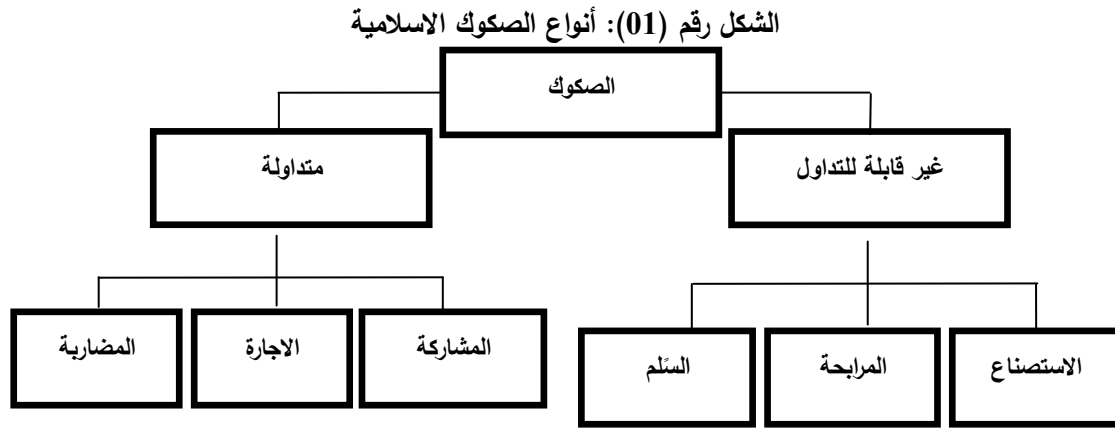 الشكل رقم (01): أنواع الصكوك الاسلامية
الصكوك
غير قابلة للتداول
متداولة
الاستصناع
المرابحة
السًلم
المشاركة
الاجارة
المضاربة